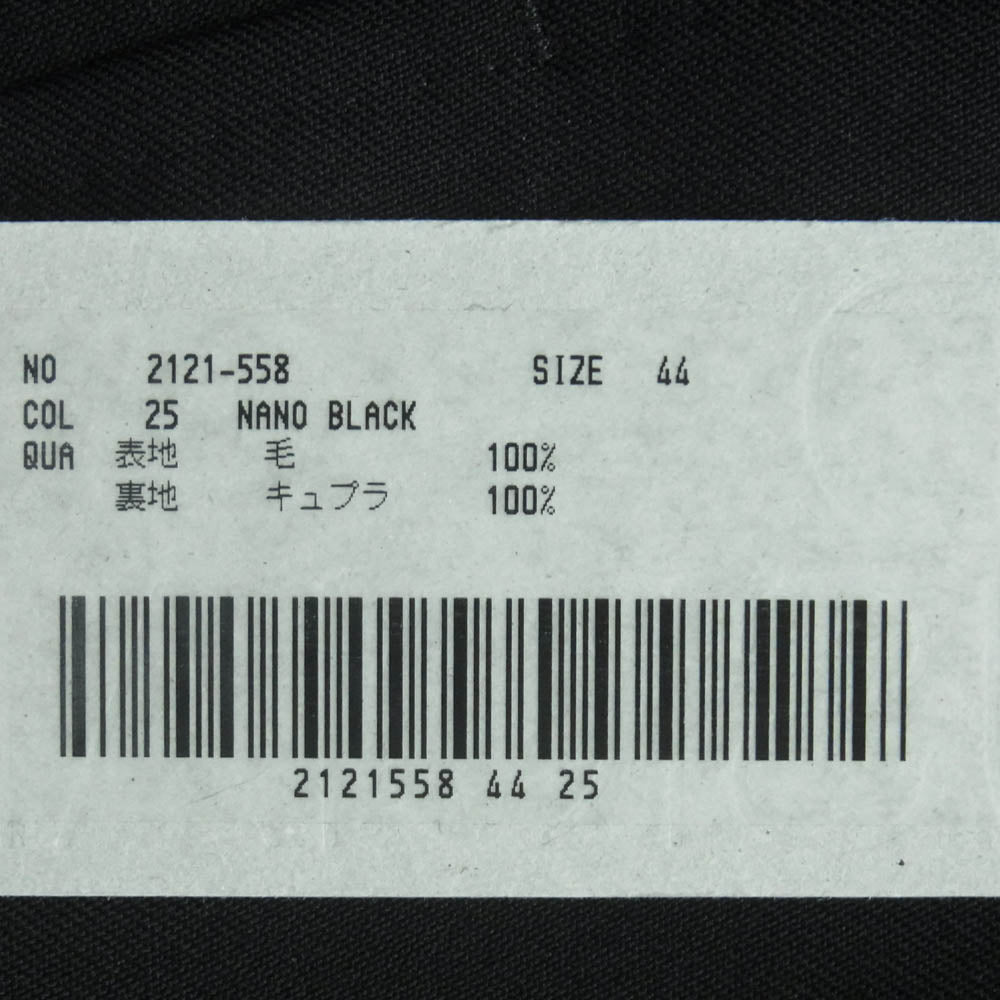 NO 2121-558 SIZE 44
COL 25 NANO BLACK
QUA 表地 毛 100%
裏地 キュプラ 100%
2121558 44 25